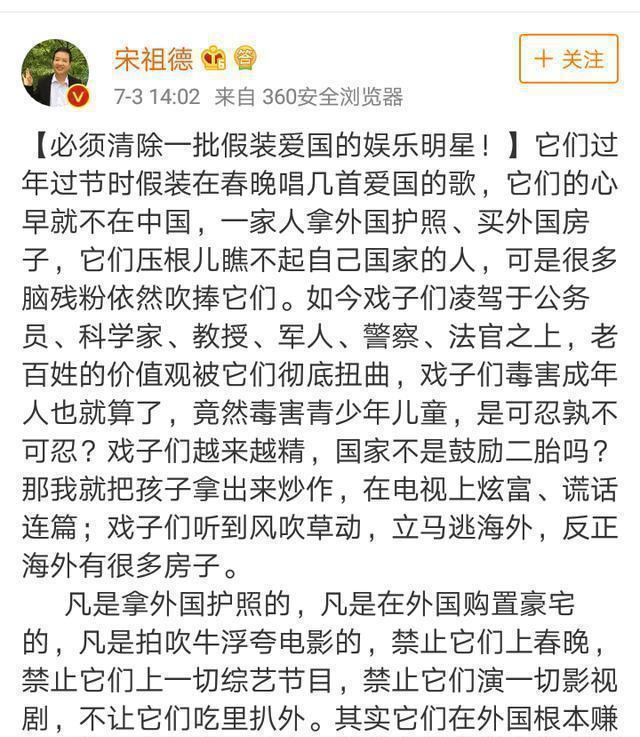 宋祖德
+ 关注
7-3 14:02 来自 360安全浏览器
【必须清除一批假装爱国的娱乐明星！】它们过
年过节时假装在春晚唱几首爱国的歌，它们的心
早就不在中国，一家人拿外国护照、买外国房
子，它们压根儿瞧不起自己国家的人，可是很多
脑残粉依然吹捧它们。如今戏子们凌驾于公务
员、科学家、教授、军人、警察、法官之上，老
百姓的价值观被它们彻底扭曲，戏子们毒害成年
人也就算了，竟然毒害青少年儿童，是可忍孰不
可忍？戏子们越来越精，国家不是鼓励二胎吗？
那我就把孩子拿出来炒作，在电视上炫富、谎话
连篇；戏子们听到风吹草动，立马逃海外，反正
海外有很多房子。
凡是拿外国护照的，凡是在外国购置豪宅
的，凡是拍吹牛浮夸电影的，禁止它们上春晚，
禁止它们上一切综艺节目，禁止它们演一切影视
剧，不让它们吃里扒外。其实它们在外国根本赚